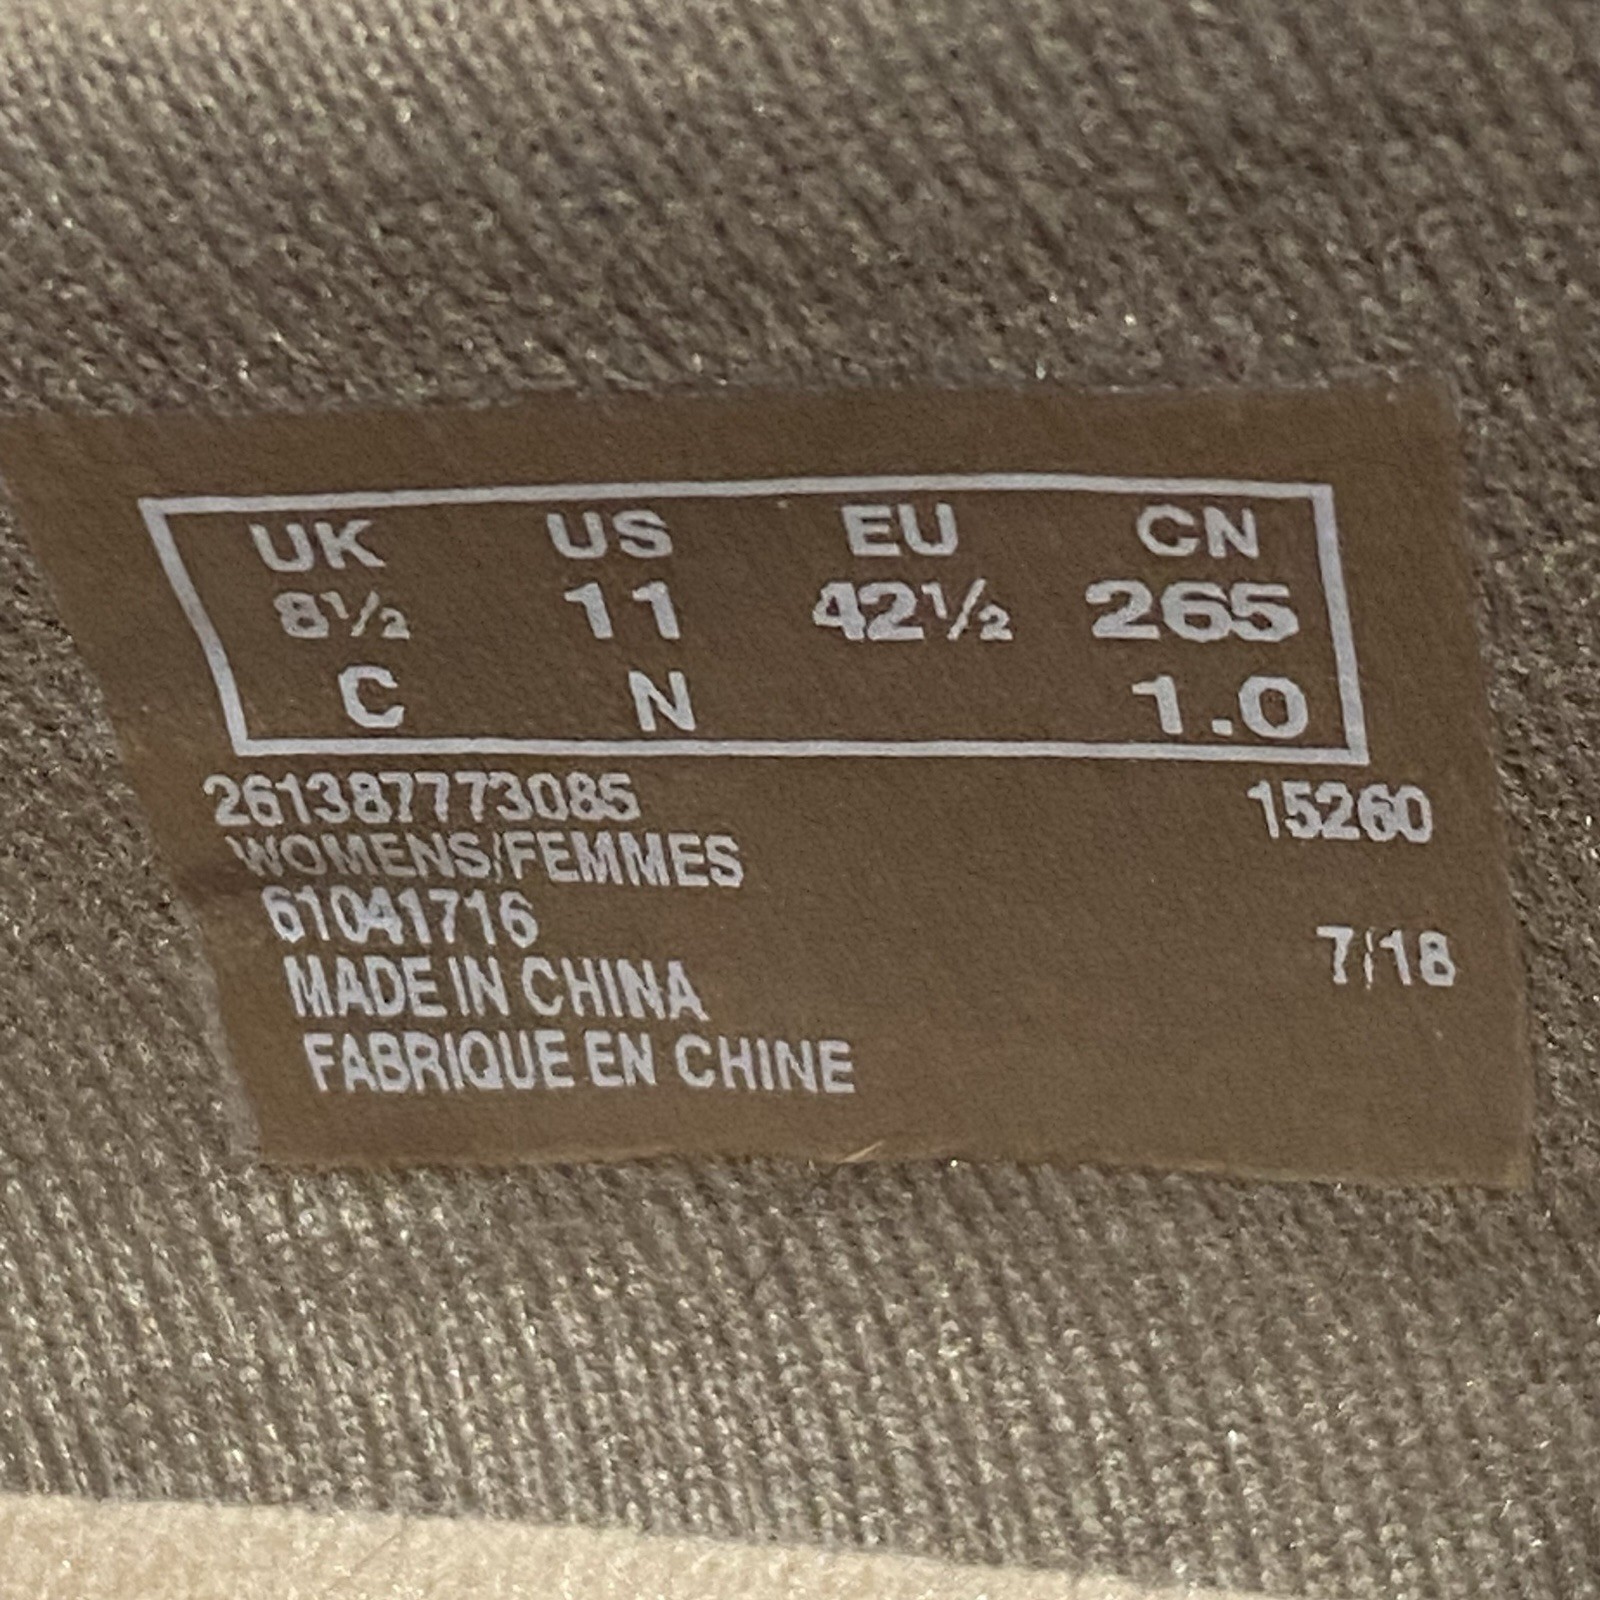 UK US EU CN
8½ 11 42½ 265
C N 1.0
261387773085 15260
WOMENS/FEMMES
61041716 7/18
MADE IN CHINA
FABRIQUE EN CHINE